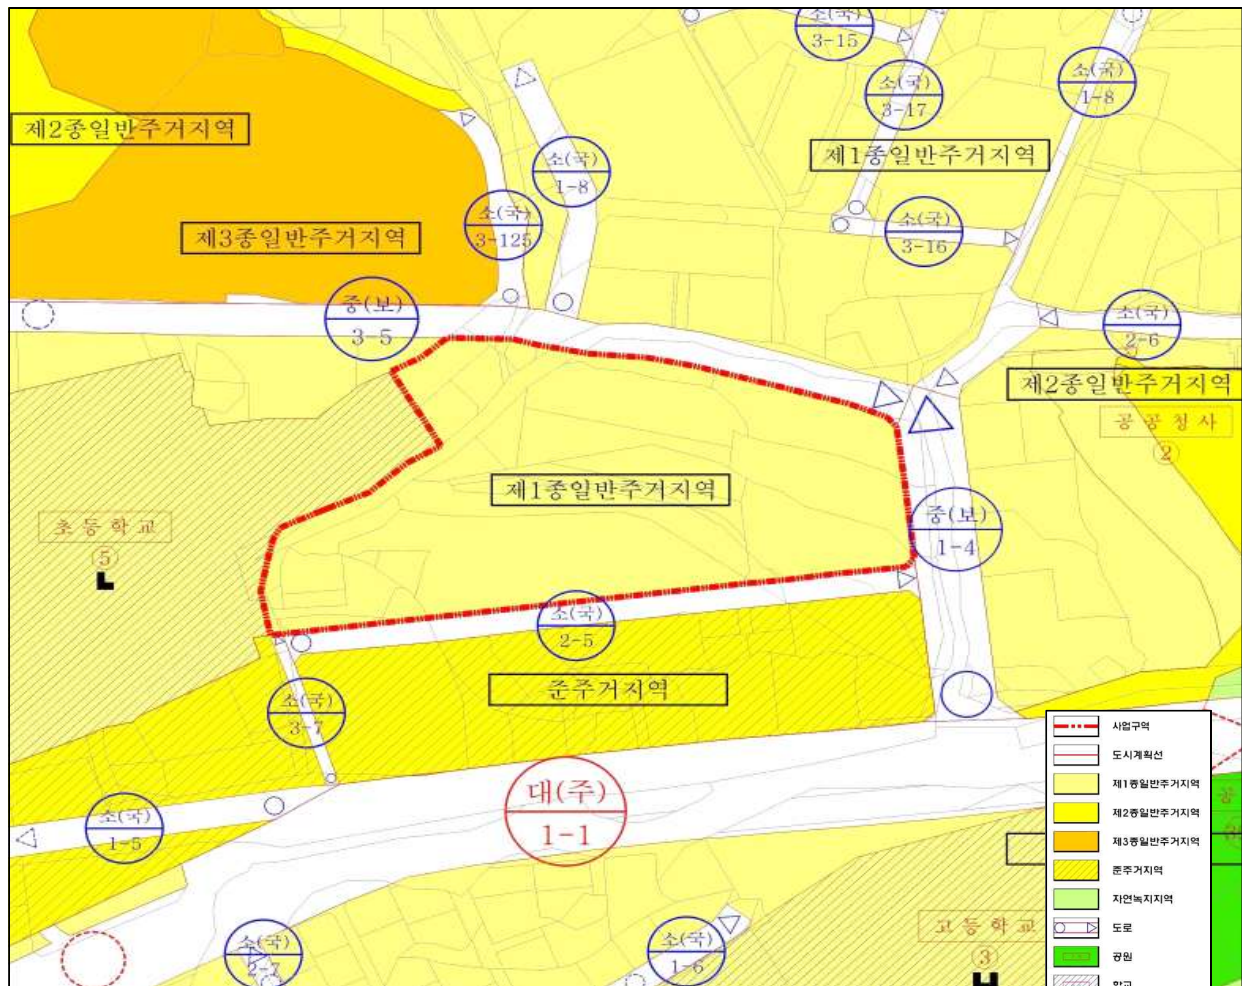 소(국)
3-15
소(국)
3-17
소(국)
1-8
제2종일반주거지역
제1종일반주거지역
소(국)
1-8
소(국)
3-125
제3종일반주거지역
소(국)
3-16
중(보)
3-5
소(국)
2-6
제2종일반주거지역
공공청사
2
제1종일반주거지역
초등학교
5
중(보)
1-4
소(국)
2-5
준주거지역
소(국)
3-7
대(주)
1-1
소(국)
1-5
소(국)
2-7
소(국)
1-6
고등학교
3
사업구역
도시계획선
제1종일반주거지역
제2종일반주거지역
제3종일반주거지역
준주거지역
자연녹지지역
도로
공원
학교
공